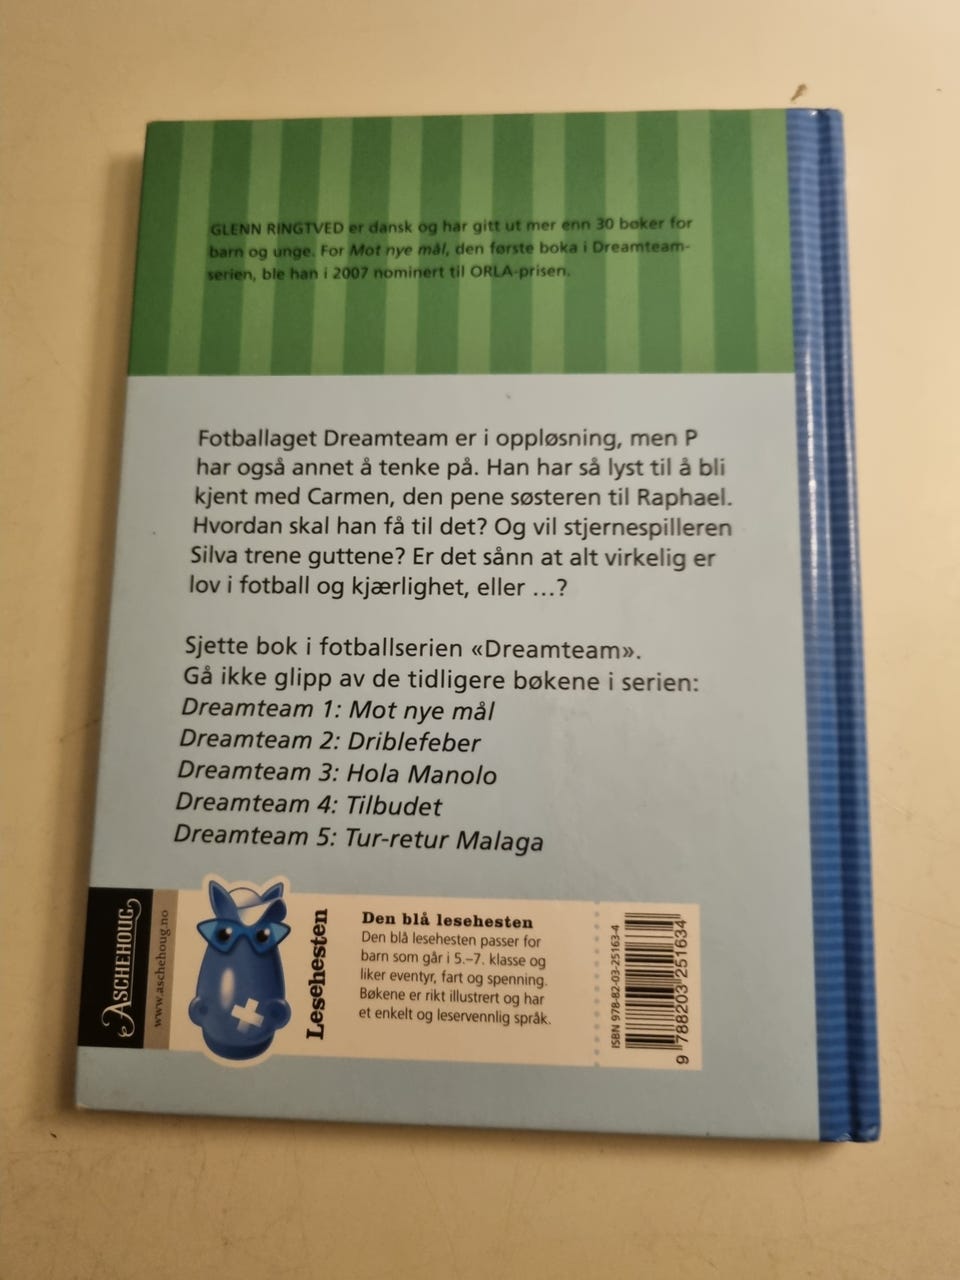 GLENN RINGTVED er dansk og har gitt ut mer enn 30 bøker for
barn og unge. For Mot nye mål, den første boka i Dreamteam-
serien, ble han i 2007 nominert til ORLA-prisen.
Fotballaget Dreamteam er i oppløsning, men P
har også annet å tenke på. Han har så lyst til å bli
kjent med Carmen, den pene søsteren til Raphael.
Hvordan skal han få til det? Og vil stjernespilleren
Silva trene guttene? Er det sånn at alt virkelig er
lov i fotball og kjærlighet, eller ...?
Sjette bok i fotballserien «Dreamteam».
Gå ikke glipp av de tidligere bøkene i serien:
Dreamteam 1: Mot nye mål
Dreamteam 2: Driblefeber
Dreamteam 3: Hola Manolo
Dreamteam 4: Tilbudet
Dreamteam 5: Tur-retur Malaga
ASCHEHOUG
www.aschehoug.no
Lesehesten
Den blå lesehesten
Den blå lesehesten passer for
barn som går i 5.–7. klasse og
liker eventyr, fart og spenning.
Bøkene er rikt illustrert og har
et enkelt og leservennlig språk.
ISBN 978-82-03-25163-4
9 788203 251634